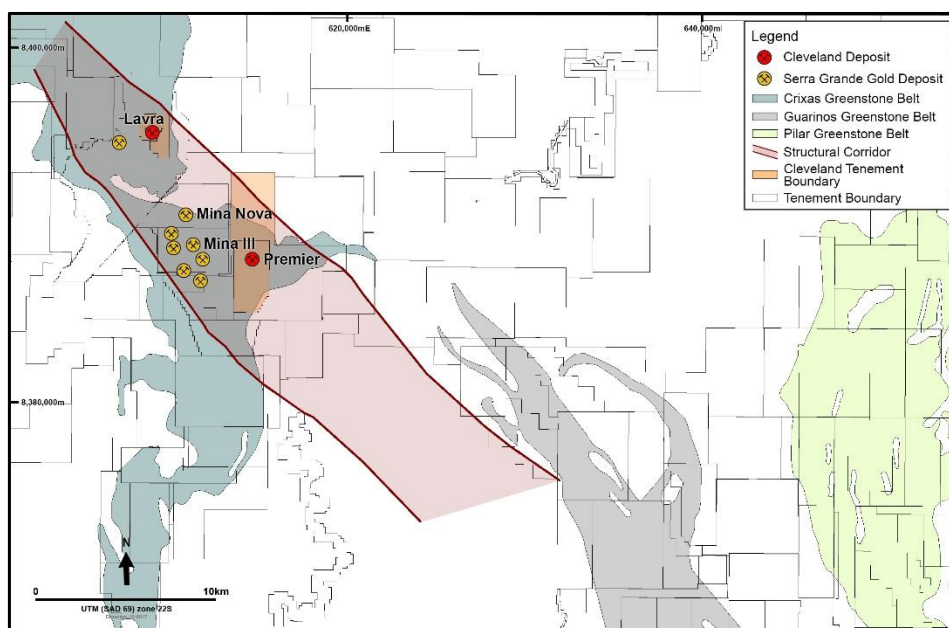 620,000mE
640,000mE
8,400,000m
Legend
Cleveland Deposit
Serra Grande Gold Deposit
Crixas Greenstone Belt
Guarinos Greenstone Belt
Pilar Greenstone Belt
Structural Corridor
Cleveland Tenement
Boundary
Tenement Boundary
Lavra
Mina Nova
Mina III
Premier
8,380,000m
N
0
10km
UTM (SAD 69) zone 22S